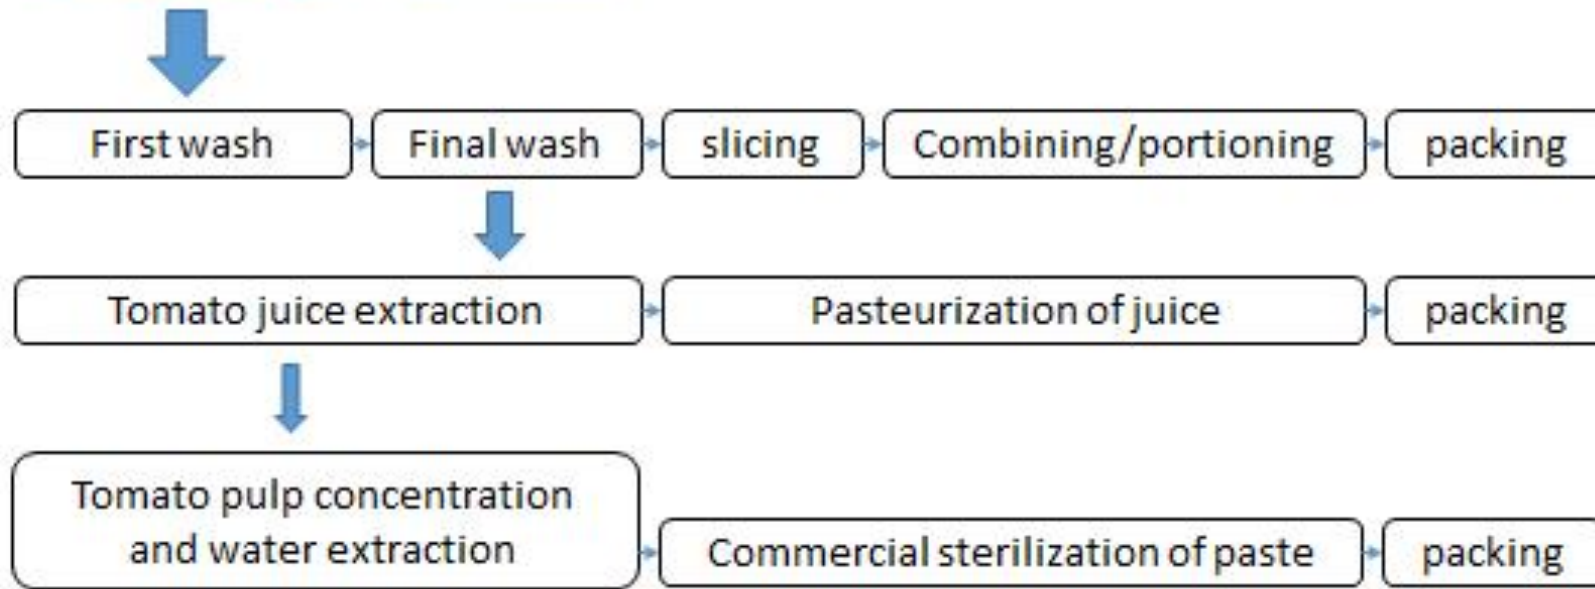 First wash
Final wash
slicing
Combining/portioning
packing
Tomato juice extraction
Pasteurization of juice
packing
Tomato pulp concentration
and water extraction
Commercial sterilization of paste
packing